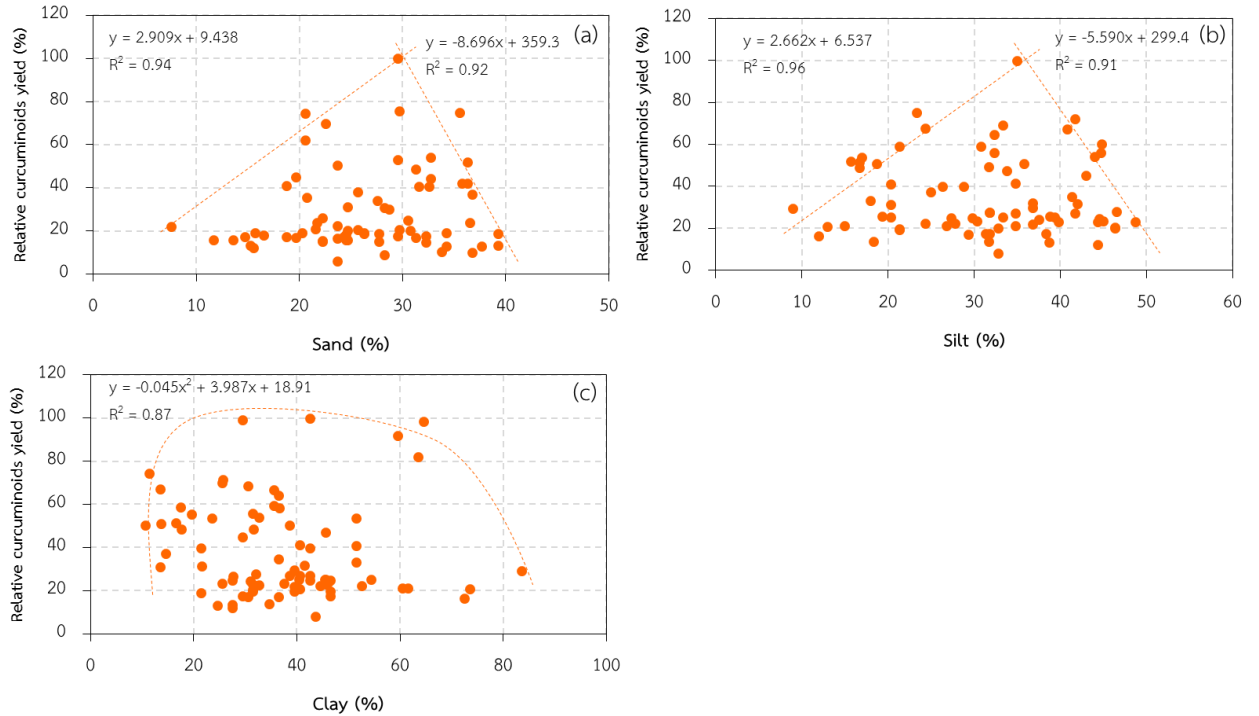 y = 2.909x + 9.438
R² = 0.94
y = -8.696x + 359.3
R² = 0.92
(a)
Relative curcuminoids yield (%)
120
100
80
60
40
20
0
0 10 20 30 40 50
Sand (%)
y = 2.662x + 6.537
R² = 0.96
y = -5.590x + 299.4
R² = 0.91
(b)
Relative curcuminoids yield (%)
120
100
80
60
40
20
0
0 10 20 30 40 50 60
Silt (%)
y = -0.045x² + 3.987x + 18.91
R² = 0.87
(c)
Relative curcuminoids yield (%)
120
100
80
60
40
20
0
0 20 40 60 80 100
Clay (%)